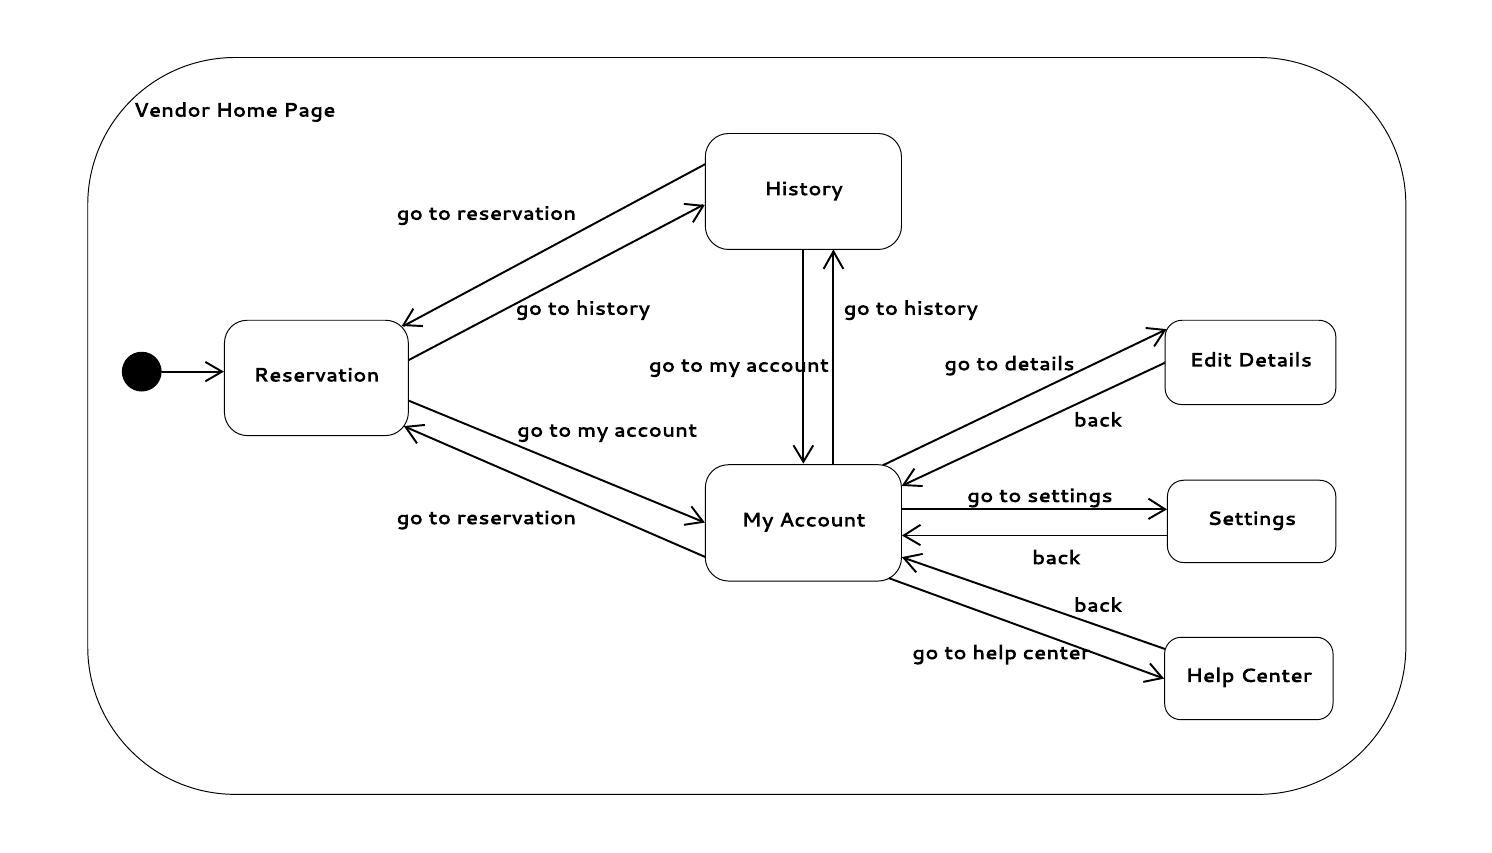 Vendor Home Page
History
go to reservation
go to history
go to history
go to my account
go to details
Edit Details
Reservation
back
go to my account
go to settings
go to reservation
My Account
Settings
back
back
go to help center
Help Center